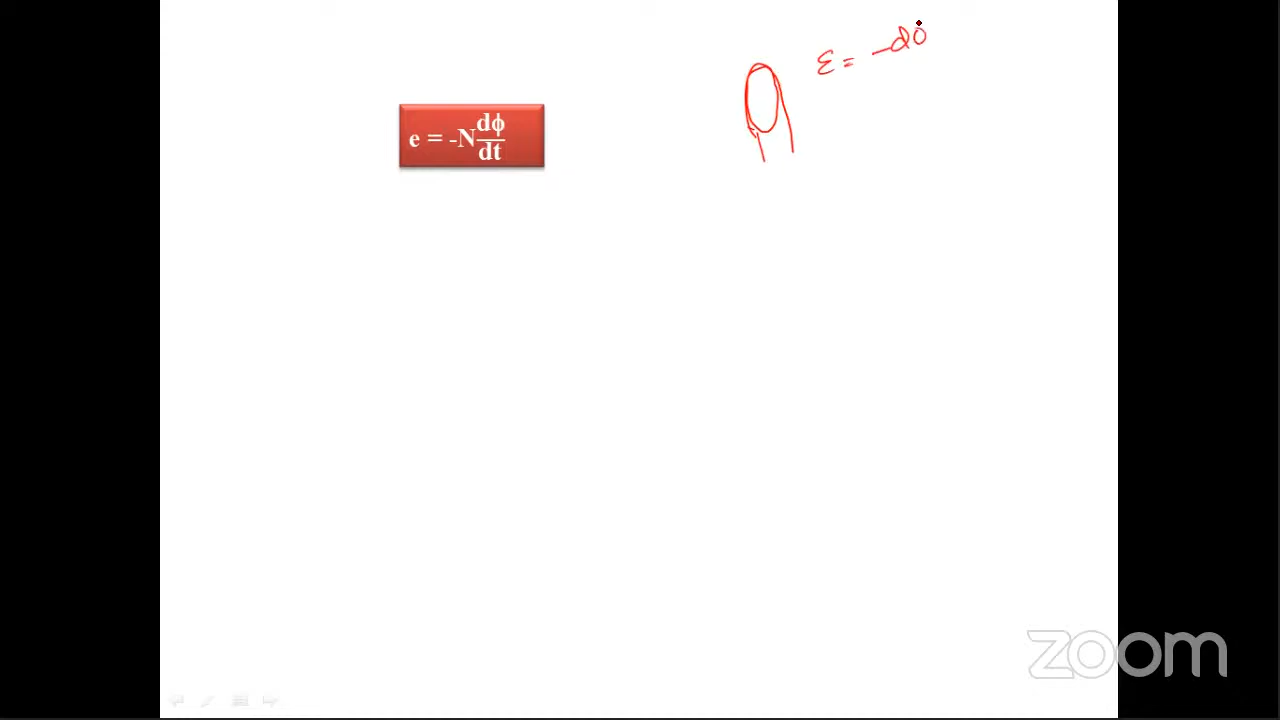 e = -N dϕ/dt
ε = -dϕ
zoom